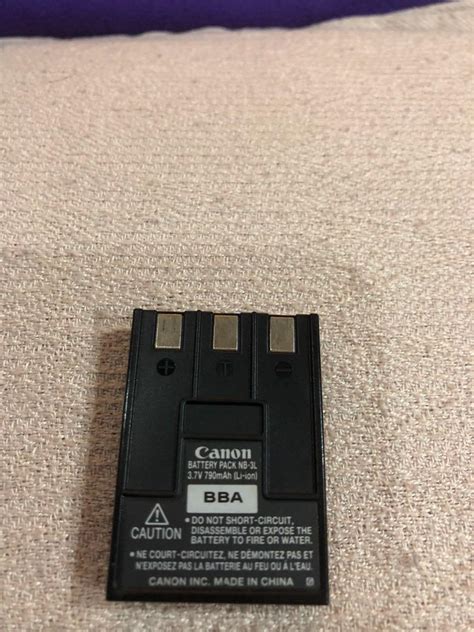 + T -
Canon
BATTERY PACK NB-3L
3.7V 790mAh (Li-ion)
BBA
CAUTION
• DO NOT SHORT-CIRCUIT,
DISASSEMBLE OR EXPOSE THE
BATTERY TO FIRE OR WATER.
• NE COURT-CIRCUITEZ, NE DÉMONTEZ PAS ET
N'EXPOSEZ PAS LA BATTERIE AU FEU OU À L'EAU.
CANON INC. MADE IN CHINA